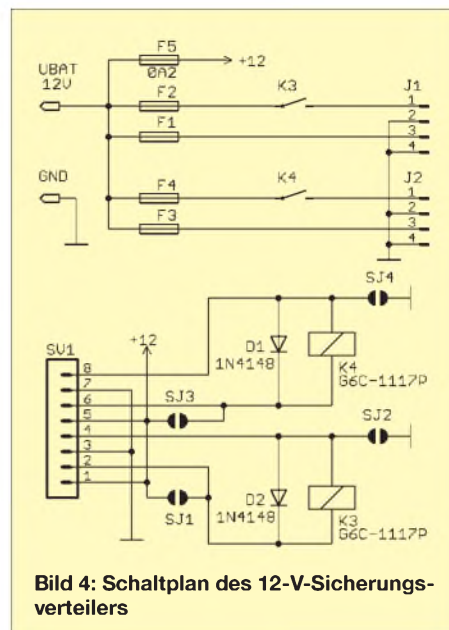 F5
UBAT
12V
0A2
+12
F2
K3
J1
1
F1
2
3
4
GND
F4
K4
J2
1
2
F3
3
4
SJ4
+12
SV1
8
D1
7
1N4148
K4
6
SJ3
G6C-1117P
5
SJ2
4
3
2
D2
1
SJ1
1N4148
K3
G6C-1117P
Bild 4: Schaltplan des 12-V-Sicherungs-
verteilers